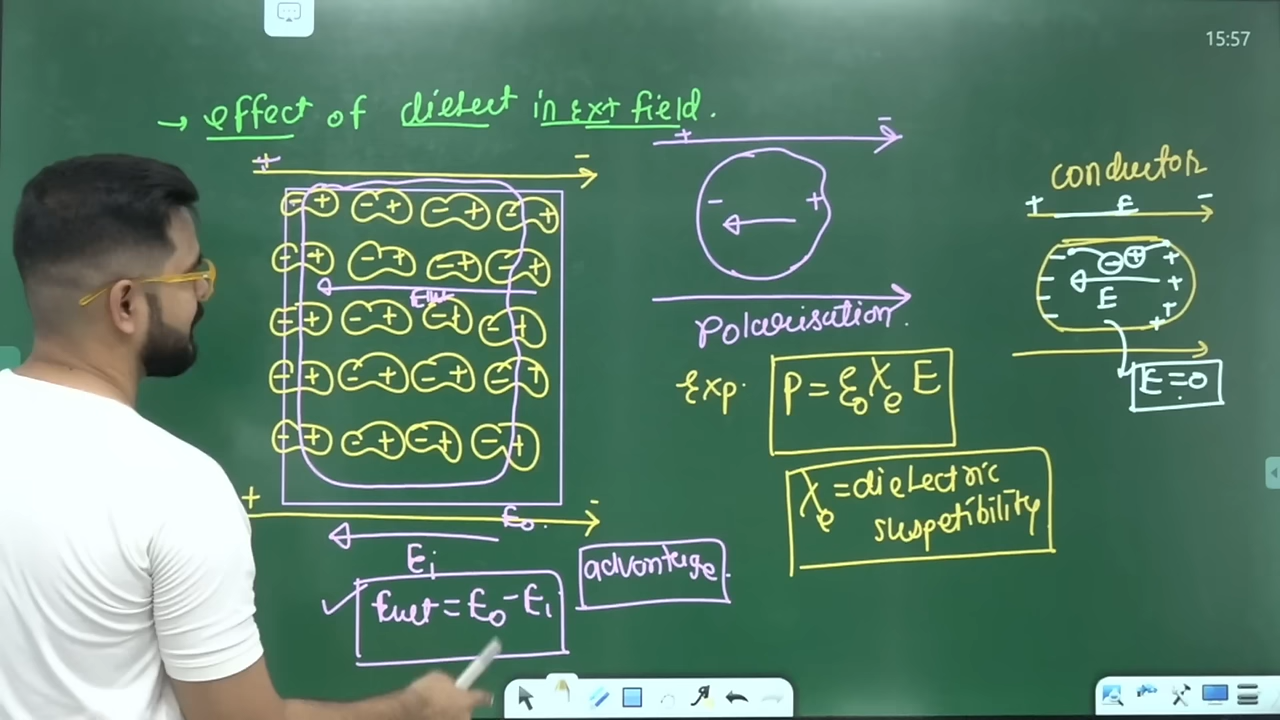 15:57
→ effect of dielect in ext field.
+ -
+ -
conductor
+ E -
- +
- + - + - + - +
- + - + - + - +
E
- + - + - + - +
- + - + - + - +
- + - + - + - +
Polarisation.
E = 0
Exp. P = ε₀ χₑ E
χₑ = dielectric
suspetibility
+ E₀. -
Eᵢ
advantage.
✓ Enet = E₀ - Eᵢ